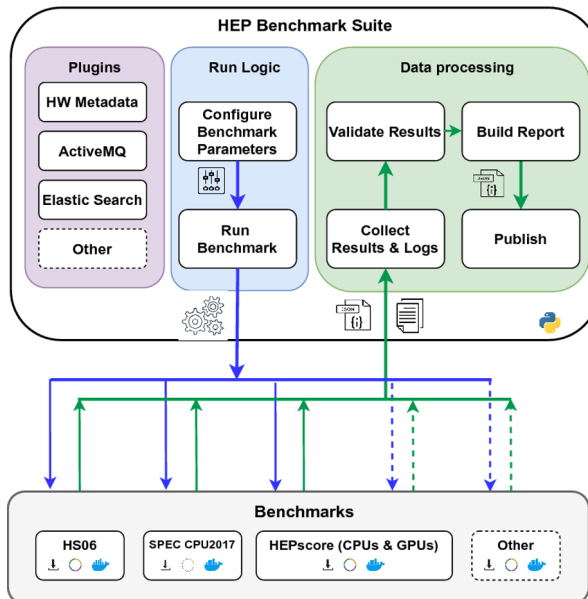 HEP Benchmark Suite
Plugins
HW Metadata
ActiveMQ
Elastic Search
Other
Run Logic
Configure
Benchmark
Parameters
Run
Benchmark
Data processing
Validate Results
Build Report
JSON
{i}
Collect
Results & Logs
Publish
JSON
{i}
Benchmarks
HS06
SPEC CPU2017
HEPscore (CPUs & GPUs)
Other